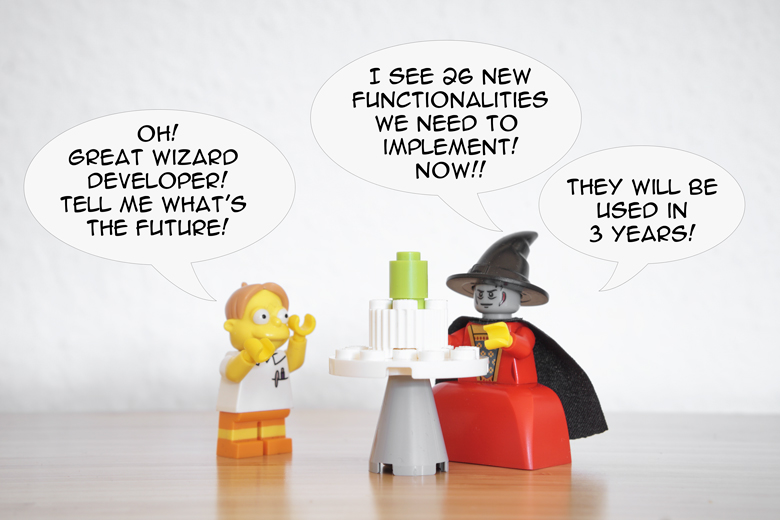 OH!
GREAT WIZARD
DEVELOPER!
TELL ME WHAT'S
THE FUTURE!
I SEE 26 NEW
FUNCTIONALITIES
WE NEED TO
IMPLEMENT!
NOW!!
THEY WILL BE
USED IN
3 YEARS!